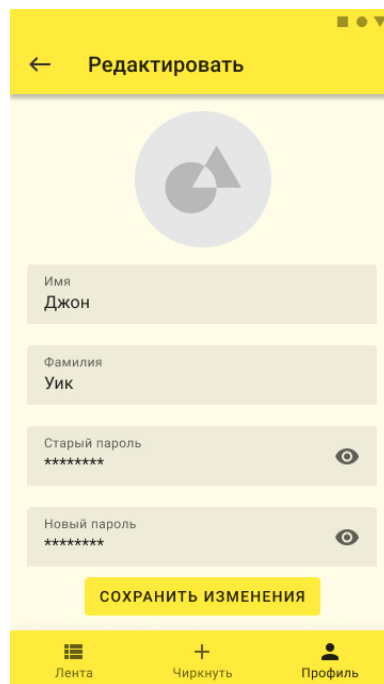 Редактировать
Имя
Джон
Фамилия
Уик
Старый пароль
********
Новый пароль
********
СОХРАНИТЬ ИЗМЕНЕНИЯ
Лента
Чиркнуть
Профиль